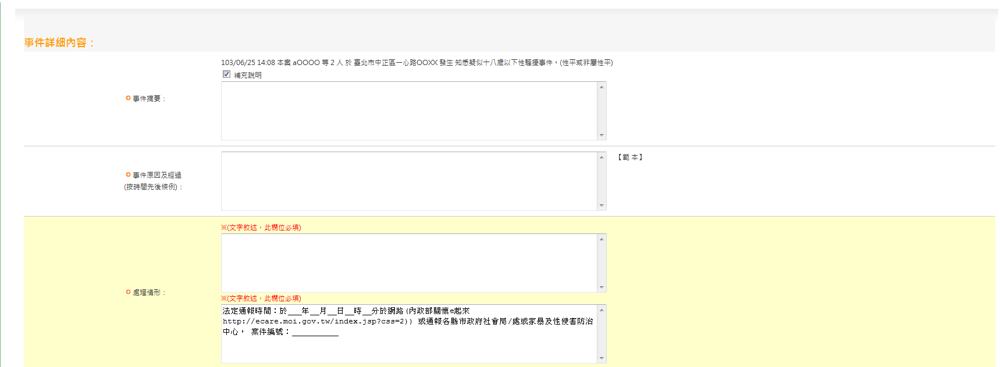 事件詳細內容：
103/06/25 14:08 本案 aOOOO 等 2 人 於 臺北市中正區一心路OOXX 發生 知悉疑似十八歲以下性騷擾事件。(性平或非屬性平)
補充說明
事件摘要：
【範 本】
事件原因及經過
(按時間先後條例)：
※(文字敘述，此欄位必填)
處理情形：
※(文字敘述，此欄位必填)
法定通報時間：於___年__月__日__時__分於網路(內政部關懷e起來
http://ecare.moi.gov.tw/index.jsp?css=2)) 或通報各縣市政府社會局/處或家暴及性侵害防治
中心， 案件編號：__________